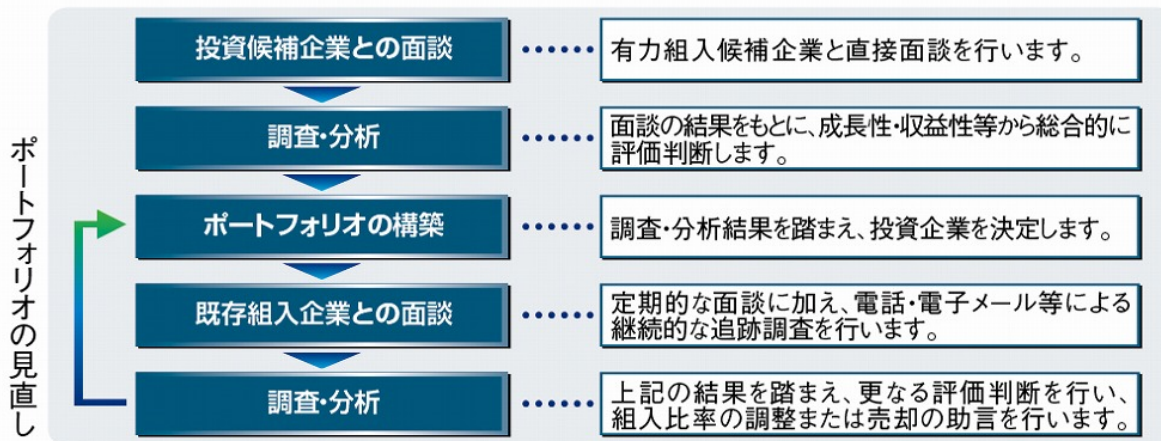 投資候補企業との面談
有力組入候補企業と直接面談を行います。
調査・分析
面談の結果をもとに、成長性・収益性等から総合的に
評価判断します。
ポートフォリオの構築
調査・分析結果を踏まえ、投資企業を決定します。
既存組入企業との面談
定期的な面談に加え、電話・電子メール等による
継続的な追跡調査を行います。
調査・分析
上記の結果を踏まえ、更なる評価判断を行い、
組入比率の調整または売却の助言を行います。
ポートフォリオの見直し